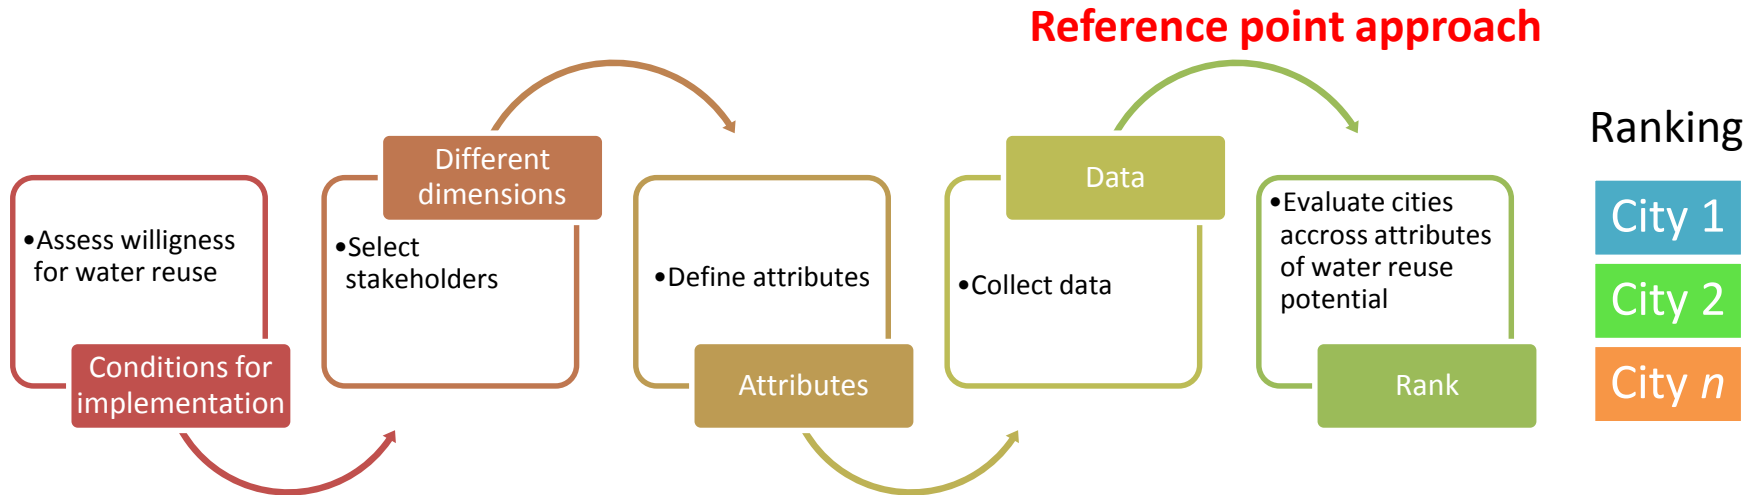 Reference point approach
•Assess willigness
for water reuse
Conditions for
implementation
Different
dimensions
•Select
stakeholders
•Define attributes
Attributes
Data
•Collect data
•Evaluate cities
accross attributes
of water reuse
potential
Rank
Ranking
City 1
City 2
City n